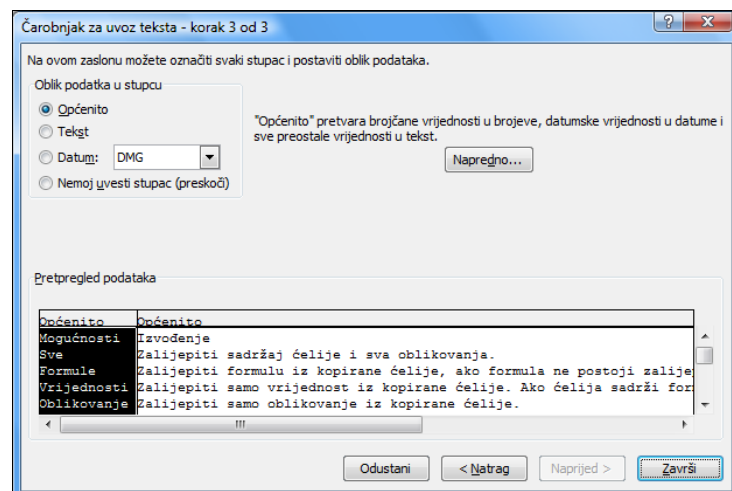 Čarobnjak za uvoz teksta - korak 3 od 3
Na ovom zaslonu možete označiti svaki stupac i postaviti oblik podataka.
Oblik podatka u stupcu
Općenito
Tekst
Datum: DMG
Nemoj uvesti stupac (preskoči)
"Općenito" pretvara brojčane vrijednosti u brojeve, datumske vrijednosti u datume i
sve preostale vrijednosti u tekst.
Napredno...
Pretpregled podataka
Općenito Općenito
Mogućnosti Izvođenje
Sve Zalijepiti sadržaj ćelije i sva oblikovanja.
Formule Zalijepiti formulu iz kopirane ćelije, ako formula ne postoji zalije
Vrijednosti Zalijepiti samo vrijednost iz kopirane ćelije. Ako ćelija sadrži for
Oblikovanje Zalijepiti samo oblikovanje iz kopirane ćelije.
Odustani < Natrag Naprijed > Završi